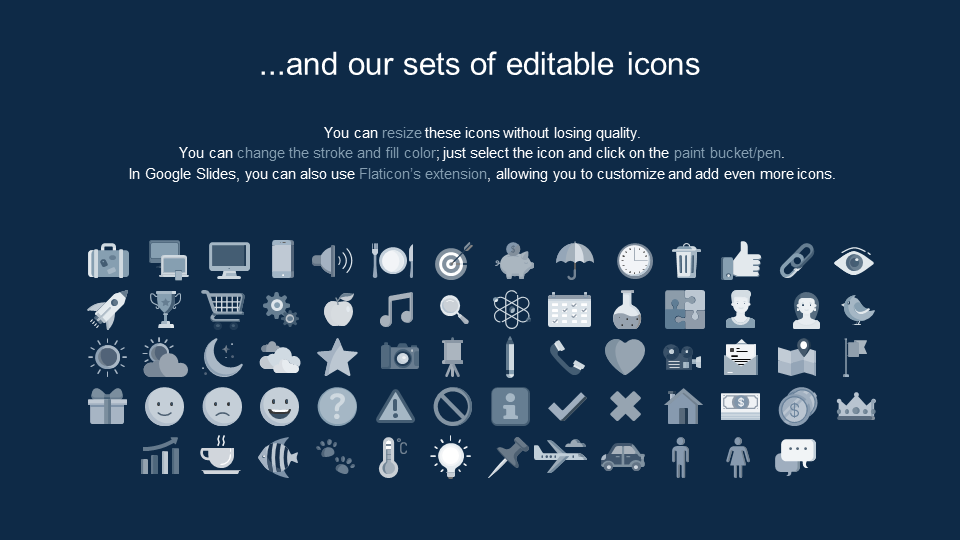 ...and our sets of editable icons
You can resize these icons without losing quality.
You can change the stroke and fill color; just select the icon and click on the paint bucket/pen.
In Google Slides, you can also use Flaticon's extension, allowing you to customize and add even more icons.